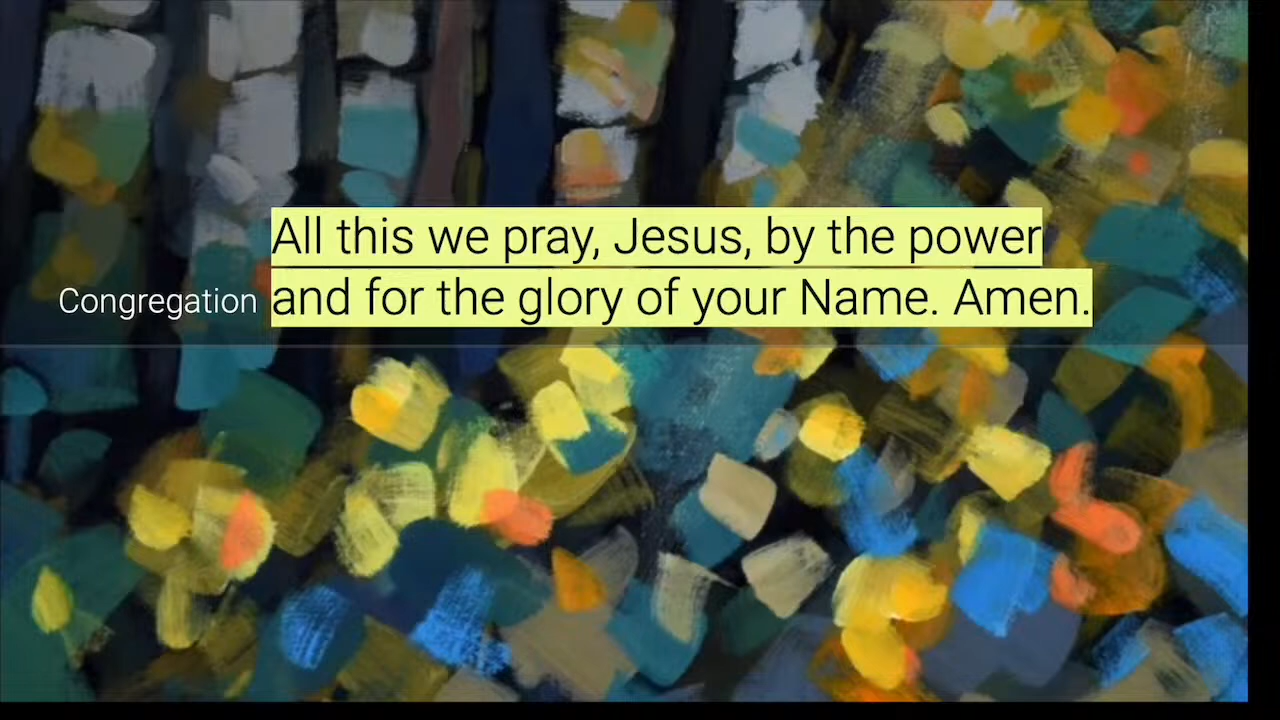 All this we pray, Jesus, by the power
Congregation and for the glory of your Name. Amen.